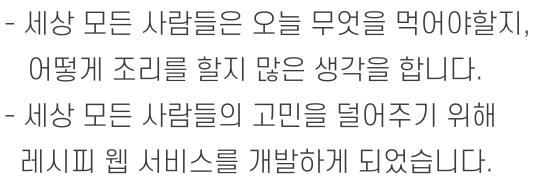 - 세상 모든 사람들은 오늘 무엇을 먹어야할지,
어떻게 조리를 할지 많은 생각을 합니다.
- 세상 모든 사람들의 고민을 덜어주기 위해
레시피 웹 서비스를 개발하게 되었습니다.